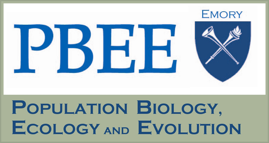 PBEE
EMORY
POPULATION BIOLOGY,
ECOLOGY AND EVOLUTION